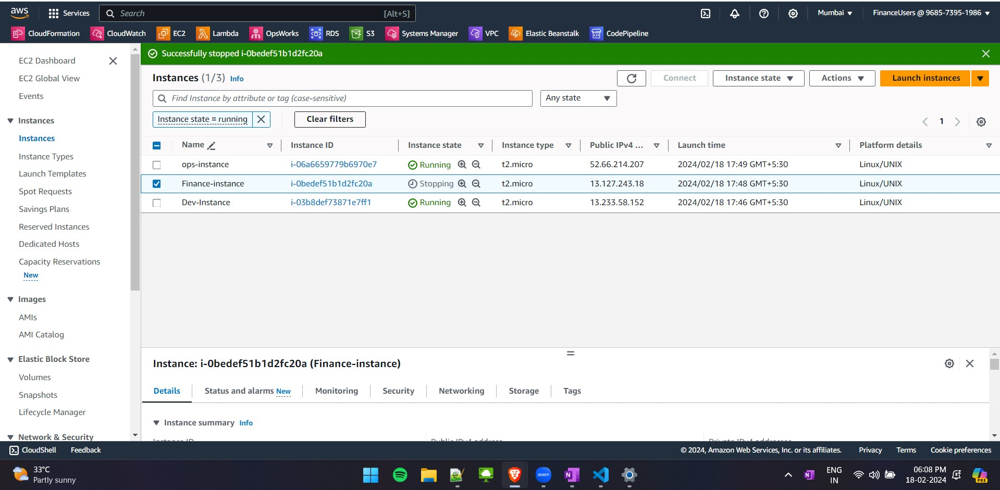 aws Services Search [Alt+S] Mumbai FinanceUsers @ 9685-7395-1986
CloudFormation CloudWatch EC2 Lambda OpsWorks RDS S3 Systems Manager VPC Elastic Beanstalk CodePipeline
EC2 Dashboard
EC2 Global View
Events
Instances
Instances
Instance Types
Launch Templates
Spot Requests
Savings Plans
Reserved Instances
Dedicated Hosts
Capacity Reservations
New
Images
AMIs
AMI Catalog
Elastic Block Store
Volumes
Snapshots
Lifecycle Manager
Network & Security
Successfully stopped i-0bedef51b1d2fc20a
Instances (1/3) Info Connect Instance state Actions Launch instances
Find Instance by attribute or tag (case-sensitive) Any state
Instance state = running Clear filters 1
Name Instance ID Instance state Instance type Public IPv4 ... Launch time Platform details
ops-instance i-06a6659779b6970e7 Running t2.micro 52.66.214.207 2024/02/18 17:49 GMT+5:30 Linux/UNIX
Finance-instance i-0bedef51b1d2fc20a Stopping t2.micro 13.127.243.18 2024/02/18 17:48 GMT+5:30 Linux/UNIX
Dev-Instance i-03b8def73871e7ff1 Running t2.micro 13.233.58.152 2024/02/18 17:46 GMT+5:30 Linux/UNIX
Instance: i-0bedef51b1d2fc20a (Finance-instance)
Details Status and alarms New Monitoring Security Networking Storage Tags
Instance summary Info
Instance ID Public IPv4 address Private IPv4 addresses
CloudShell Feedback © 2024, Amazon Web Services, Inc. or its affiliates. Privacy Terms Cookie preferences
33°C
Partly sunny
zoom
PRE
ENG
IN
06:08 PM
18-02-2024